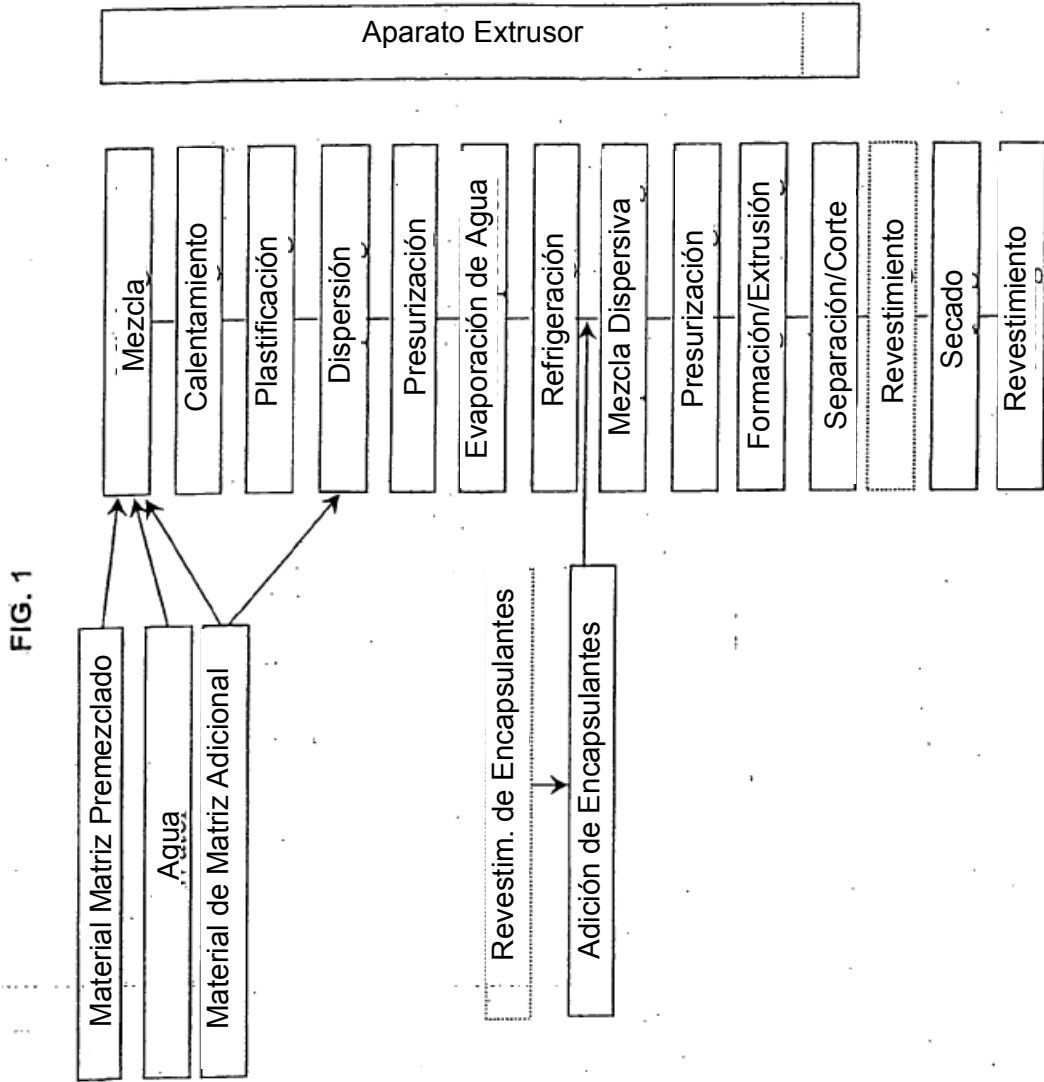 FIG. 1
Aparato Extrusor
Material Matriz Premezclado
Agua
Material de Matriz Adicional
Revestim. de Encapsulantes
Adición de Encapsulantes
Mezcla
Calentamiento
Plastificación
Dispersión
Presurización
Evaporación de Agua
Refrigeración
Mezcla Dispersiva
Presurización
Formación/Extrusión
Separación/Corte
Revestimiento
Secado
Revestimiento